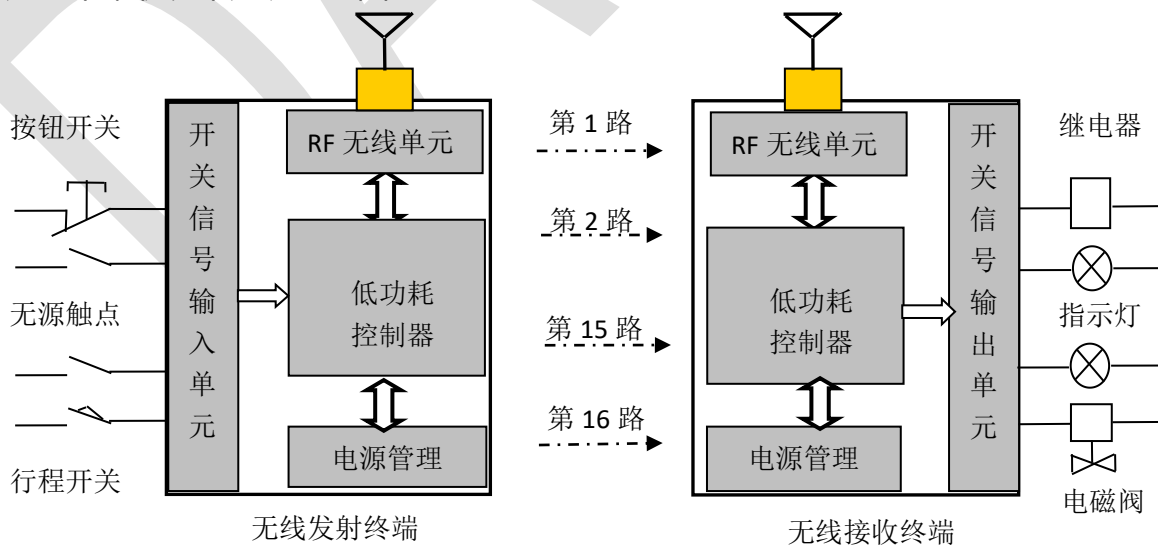 按钮开关
无源触点
行程开关
开关信号输入单元
RF 无线单元
低功耗
控制器
电源管理
无线发射终端
第 1 路
第 2 路
第 15 路
第 16 路
RF 无线单元
低功耗
控制器
电源管理
开关信号输出单元
无线接收终端
继电器
指示灯
电磁阀